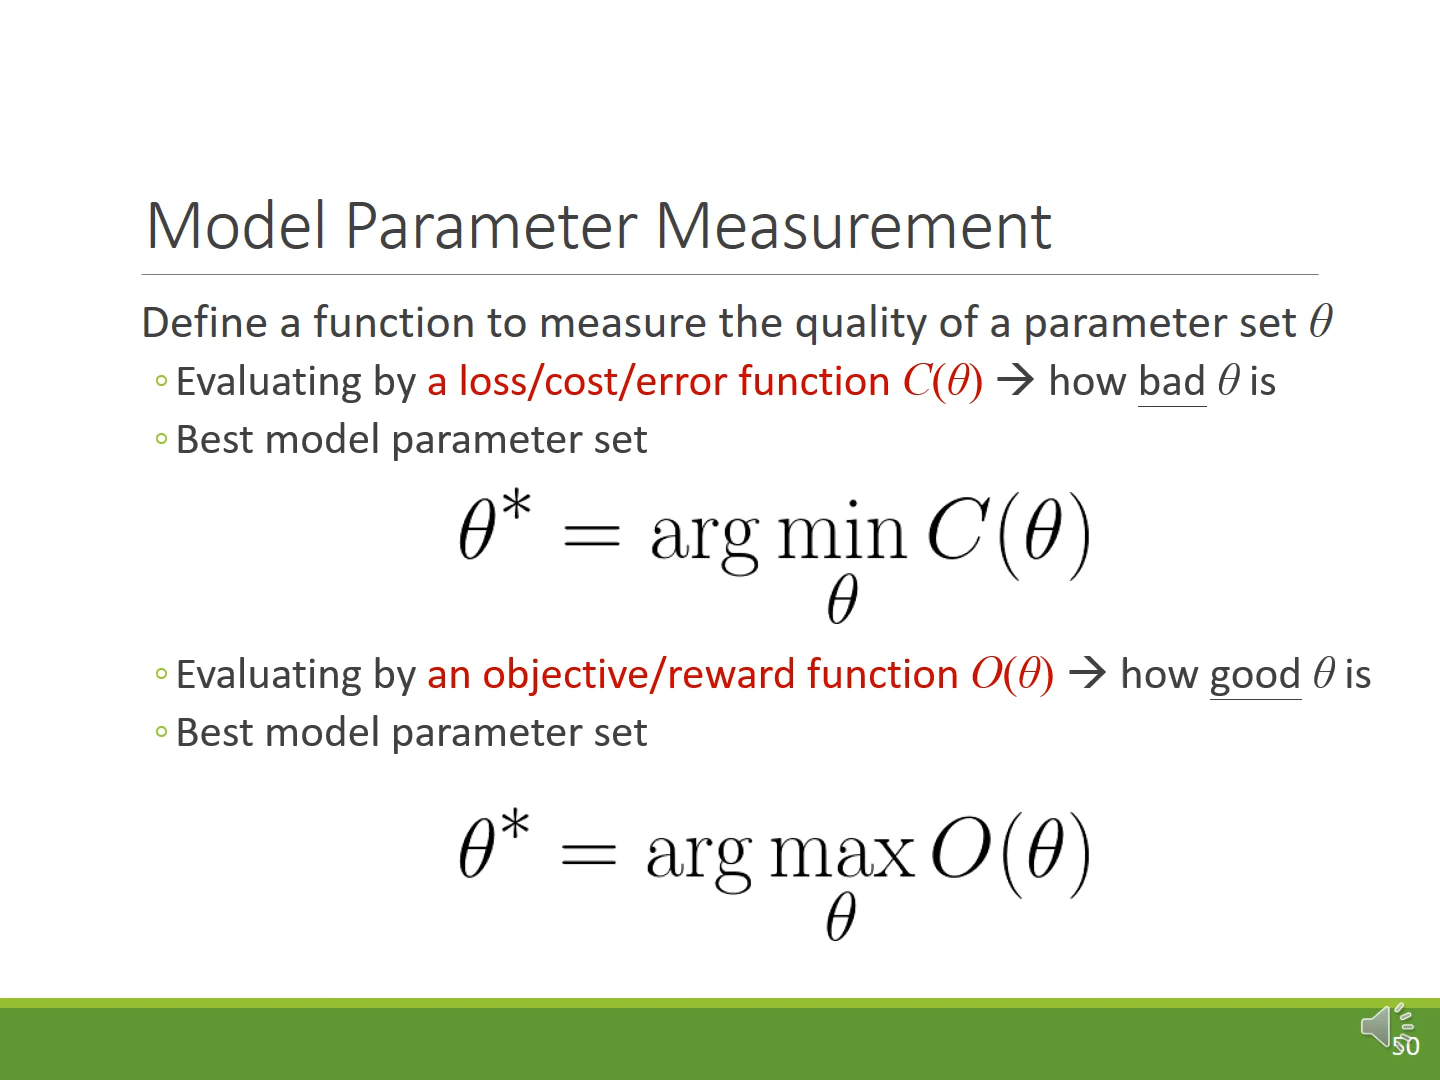 Model Parameter Measurement
Define a function to measure the quality of a parameter set θ
◦Evaluating by a loss/cost/error function C(θ) → how bad θ is
◦Best model parameter set
θ* = arg min C(θ)
θ
◦Evaluating by an objective/reward function O(θ) → how good θ is
◦Best model parameter set
θ* = arg max O(θ)
θ
50